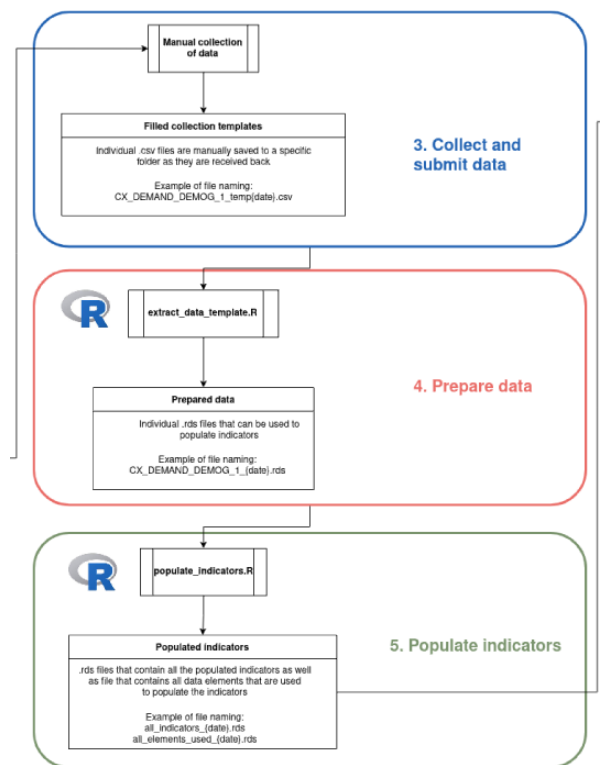 Manual collection
of data
Filled collection templates
Individual .csv files are manually saved to a specific
folder as they are received back
Example of file naming:
CX_DEMAND_DEMOG_1_temp{date}.csv
3. Collect and
submit data
R
extract_data_template.R
4. Prepare data
Prepared data
Individual .rds files that can be used to
populate indicators
Example of file naming:
CX_DEMAND_DEMOG_1_{date}.rds
R
populate_indicators.R
5. Populate indicators
Populated indicators
.rds files that contain all the populated indicators as well
as file that contains all data elements that are used
to populate the indicators
Example of file naming:
all_indicators_{date}.rds
all_elements_used_{date}.rds